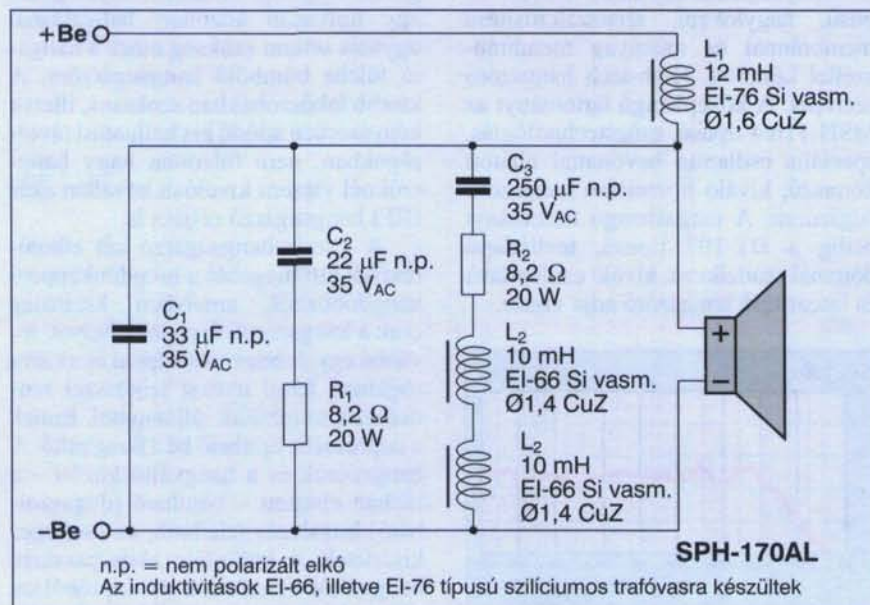 +Be
L₁
12 mH
EI-76 Si vasm.
Ø1,6 CuZ
C₃
250 µF n.p.
35 V_AC
C₂
22 µF n.p.
35 V_AC
R₂
8,2 Ω
20 W
C₁
33 µF n.p.
35 V_AC
L₂
10 mH
EI-66 Si vasm.
Ø1,4 CuZ
R₁
8,2 Ω
20 W
L₂
10 mH
EI-66 Si vasm.
Ø1,4 CuZ
+
−
−Be
SPH-170AL
n.p. = nem polarizált elkó
Az induktivitások EI-66, illetve EI-76 típusú szilíciumos trafóvasra készültek